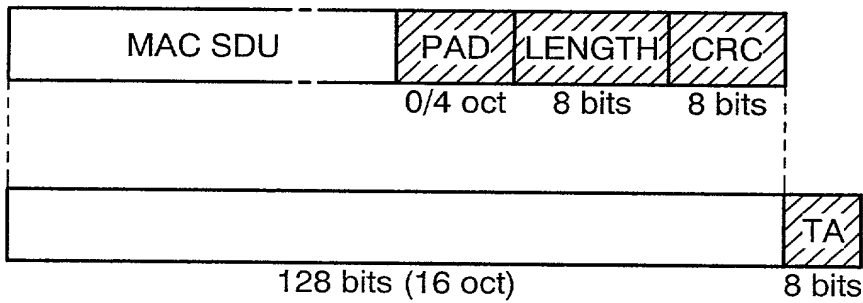 MAC SDU PAD LENGTH CRC
0/4 oct 8 bits 8 bits
TA
128 bits (16 oct) 8 bits